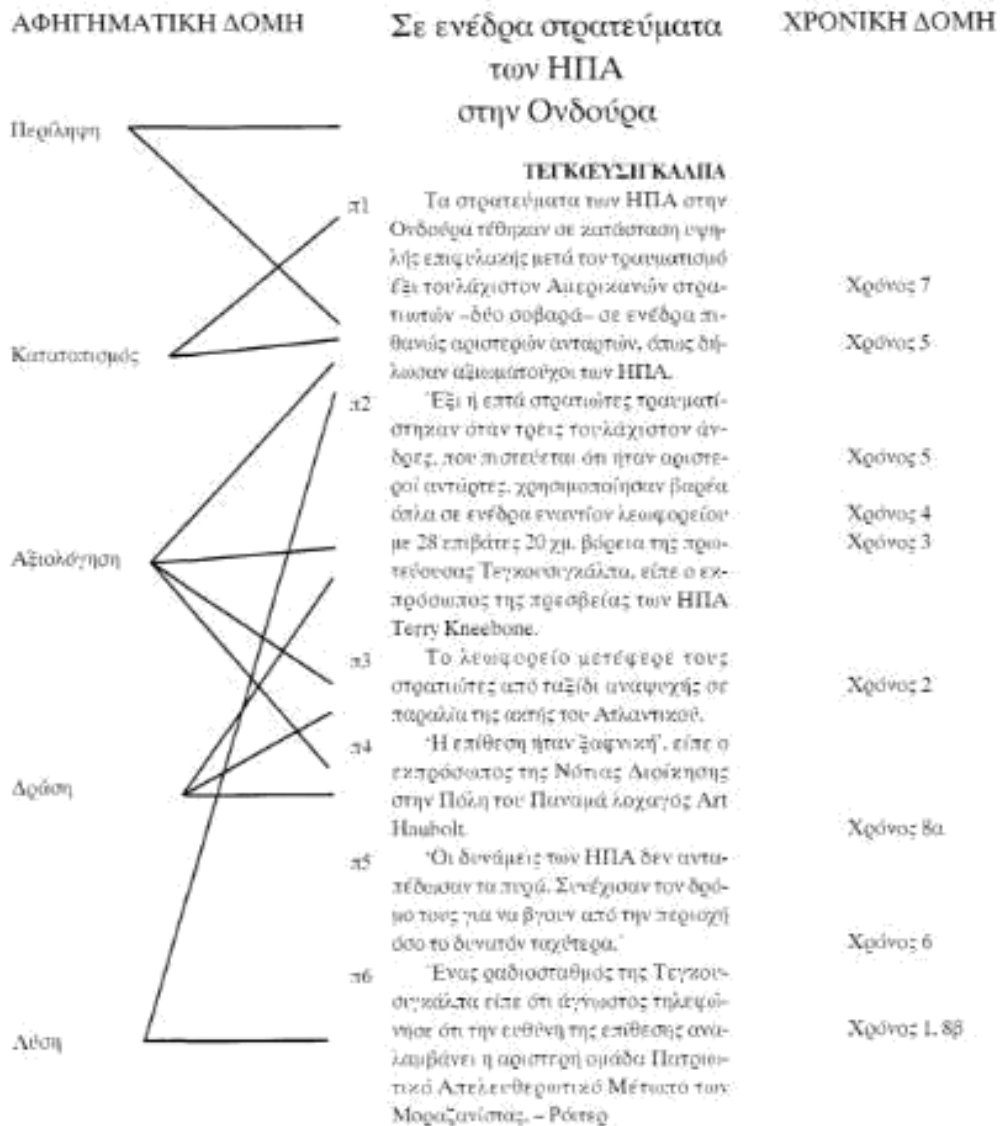 ΑΦΗΓΗΜΑΤΙΚΗ ΔΟΜΗ
Περίληψη
Κατατοπισμός
Αξιολόγηση
Δράση
Λύση
Σε ενέδρα στρατεύματα
των ΗΠΑ
στην Ονδούρα
π1
Τα στρατεύματα των ΗΠΑ στην
Ονδούρα τέθηκαν σε κατάσταση υψη-
λής επιφυλακής μετά τον τραυματισμό
έξι τουλάχιστον Αμερικανών στρα-
τιωτών –δύο σοβαρά– σε ενέδρα πι-
θανώς αριστερών ανταρτών, όπως δή-
λωσαν αξιωματούχοι των ΗΠΑ.
π2
Έξι ή επτά στρατιώτες τραυματί-
στηκαν όταν τρεις τουλάχιστον άν-
δρες, που πιστεύεται ότι ήταν αριστε-
ροί αντάρτες, χρησιμοποίησαν βαρέα
όπλα σε ενέδρα εναντίον λεωφορείου
με 28 επιβάτες 20 χμ. βόρεια της πρω-
τεύουσας Τεγκουσιγκάλπα, είπε ο εκ-
πρόσωπος της πρεσβείας των ΗΠΑ
Terry Kneebone.
π3
Το λεωφορείο μετέφερε τους
στρατιώτες από ταξίδι αναψυχής σε
παραλία της ακτής του Ατλαντικού.
π4
'Η επίθεση ήταν ξαφνική', είπε ο
εκπρόσωπος της Νότιας Διοίκησης
στην Πόλη του Παναμά λοχαγός Art
Haubolt.
π5
'Οι δυνάμεις των ΗΠΑ δεν αντα-
πέδωσαν τα πυρά. Συνέχισαν τον δρό-
μο τους για να βγουν από την περιοχή
όσο το δυνατόν ταχύτερα.'
π6
Ένας ραδιοσταθμός της Τεγκου-
σιγκάλπα είπε ότι άγνωστος τηλεφώ-
νησε ότι την ευθύνη της επίθεσης ανα-
λαμβάνει η αριστερή ομάδα Πατριω-
τικό Απελευθερωτικό Μέτωπο των
Μοραζανίστας. – Ρόιτερ
ΧΡΟΝΙΚΗ ΔΟΜΗ
Χρόνος 7
Χρόνος 5
Χρόνος 5
Χρόνος 4
Χρόνος 3
Χρόνος 2
Χρόνος 8α
Χρόνος 6
Χρόνος 1, 8β